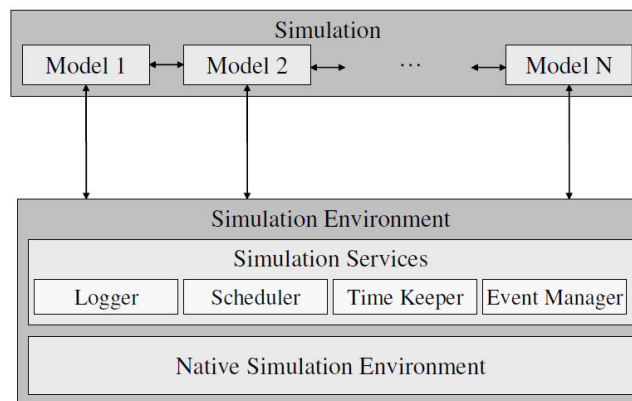 Simulation
Model 1
Model 2
...
Model N
Simulation Environment
Simulation Services
Logger
Scheduler
Time Keeper
Event Manager
Native Simulation Environment